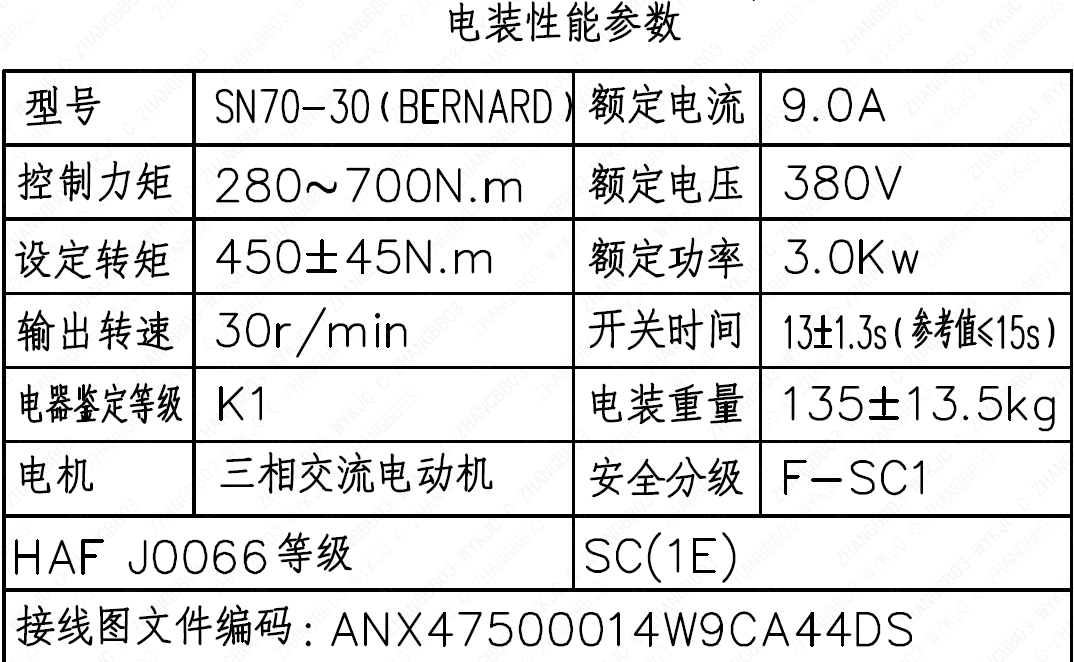 电装性能参数
型号 SN70-30(BERNARD) 额定电流 9.0A
控制力矩 280~700N.m 额定电压 380V
设定转矩 450±45N.m 额定功率 3.0Kw
输出转速 30r/min 开关时间 13±1.3s(参考值≤15s)
电器鉴定等级 K1 电装重量 135±13.5kg
电机 三相交流电动机 安全分级 F-SC1
HAF J0066等级 SC(1E)
接线图文件编码: ANX47500014W9CA44DS